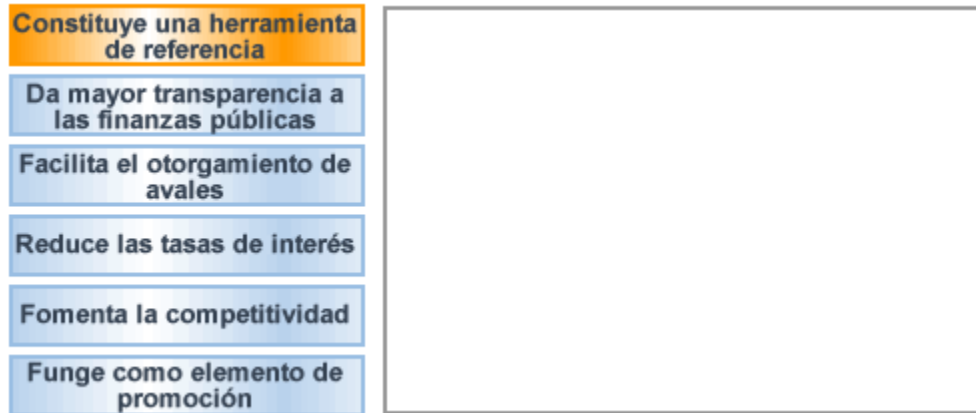 Constituye una herramienta
de referencia
Da mayor transparencia a
las finanzas públicas
Facilita el otorgamiento de
avales
Reduce las tasas de interés
Fomenta la competitividad
Funge como elemento de
promoción